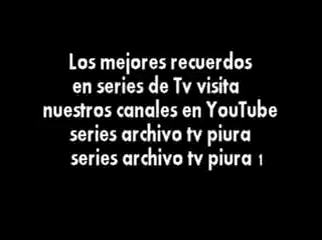 Los mejores recuerdos
en series de Tv visita
nuestros canales en YouTube
series archivo tv piura
series archivo tv piura 1